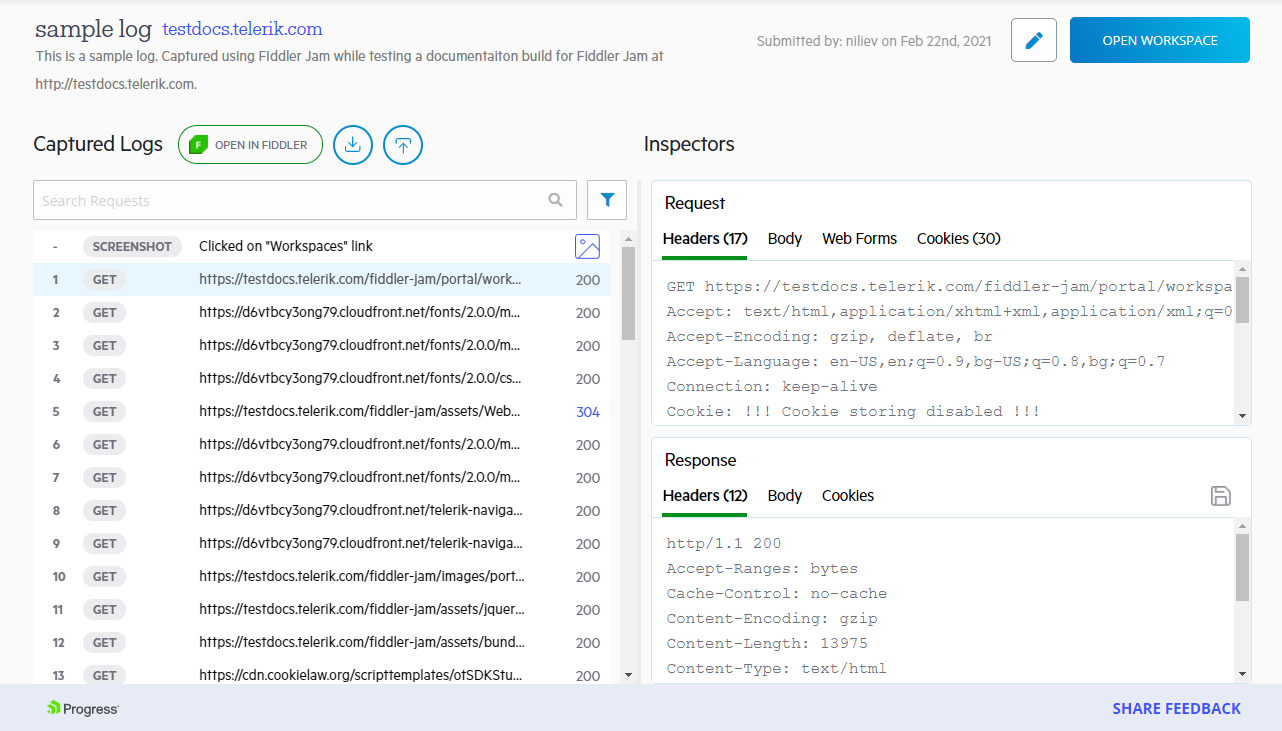 sample log testdocs.telerik.com
This is a sample log. Captured using FIddler Jam while testing a documentaiton build for Fiddler Jam at
http://testdocs.telerik.com.
Submitted by: niliev on Feb 22nd, 2021
OPEN WORKSPACE
Captured Logs
F OPEN IN FIDDLER
Search Requests
- SCREENSHOT Clicked on "Workspaces" link
1 GET https://testdocs.telerik.com/fiddler-jam/portal/work... 200
2 GET https://d6vtbcy3ong79.cloudfront.net/fonts/2.0.0/m... 200
3 GET https://d6vtbcy3ong79.cloudfront.net/fonts/2.0.0/m... 200
4 GET https://d6vtbcy3ong79.cloudfront.net/fonts/2.0.0/cs... 200
5 GET https://testdocs.telerik.com/fiddler-jam/assets/Web... 304
6 GET https://d6vtbcy3ong79.cloudfront.net/fonts/2.0.0/m... 200
7 GET https://d6vtbcy3ong79.cloudfront.net/fonts/2.0.0/m... 200
8 GET https://d6vtbcy3ong79.cloudfront.net/telerik-naviga... 200
9 GET https://d6vtbcy3ong79.cloudfront.net/telerik-naviga... 200
10 GET https://testdocs.telerik.com/fiddler-jam/images/port... 200
11 GET https://testdocs.telerik.com/fiddler-jam/assets/jquer... 200
12 GET https://testdocs.telerik.com/fiddler-jam/assets/bund... 200
13 GET https://cdn.cookielaw.org/scripttemplates/otSDKStu... 200
Inspectors
Request
Headers (17) Body Web Forms Cookies (30)
GET https://testdocs.telerik.com/fiddler-jam/portal/workspa
Accept: text/html,application/xhtml+xml,application/xml;q=0
Accept-Encoding: gzip, deflate, br
Accept-Language: en-US,en;q=0.9,bg-US;q=0.8,bg;q=0.7
Connection: keep-alive
Cookie: !!! Cookie storing disabled !!!
Response
Headers (12) Body Cookies
http/1.1 200
Accept-Ranges: bytes
Cache-Control: no-cache
Content-Encoding: gzip
Content-Length: 13975
Content-Type: text/html
Progress
SHARE FEEDBACK